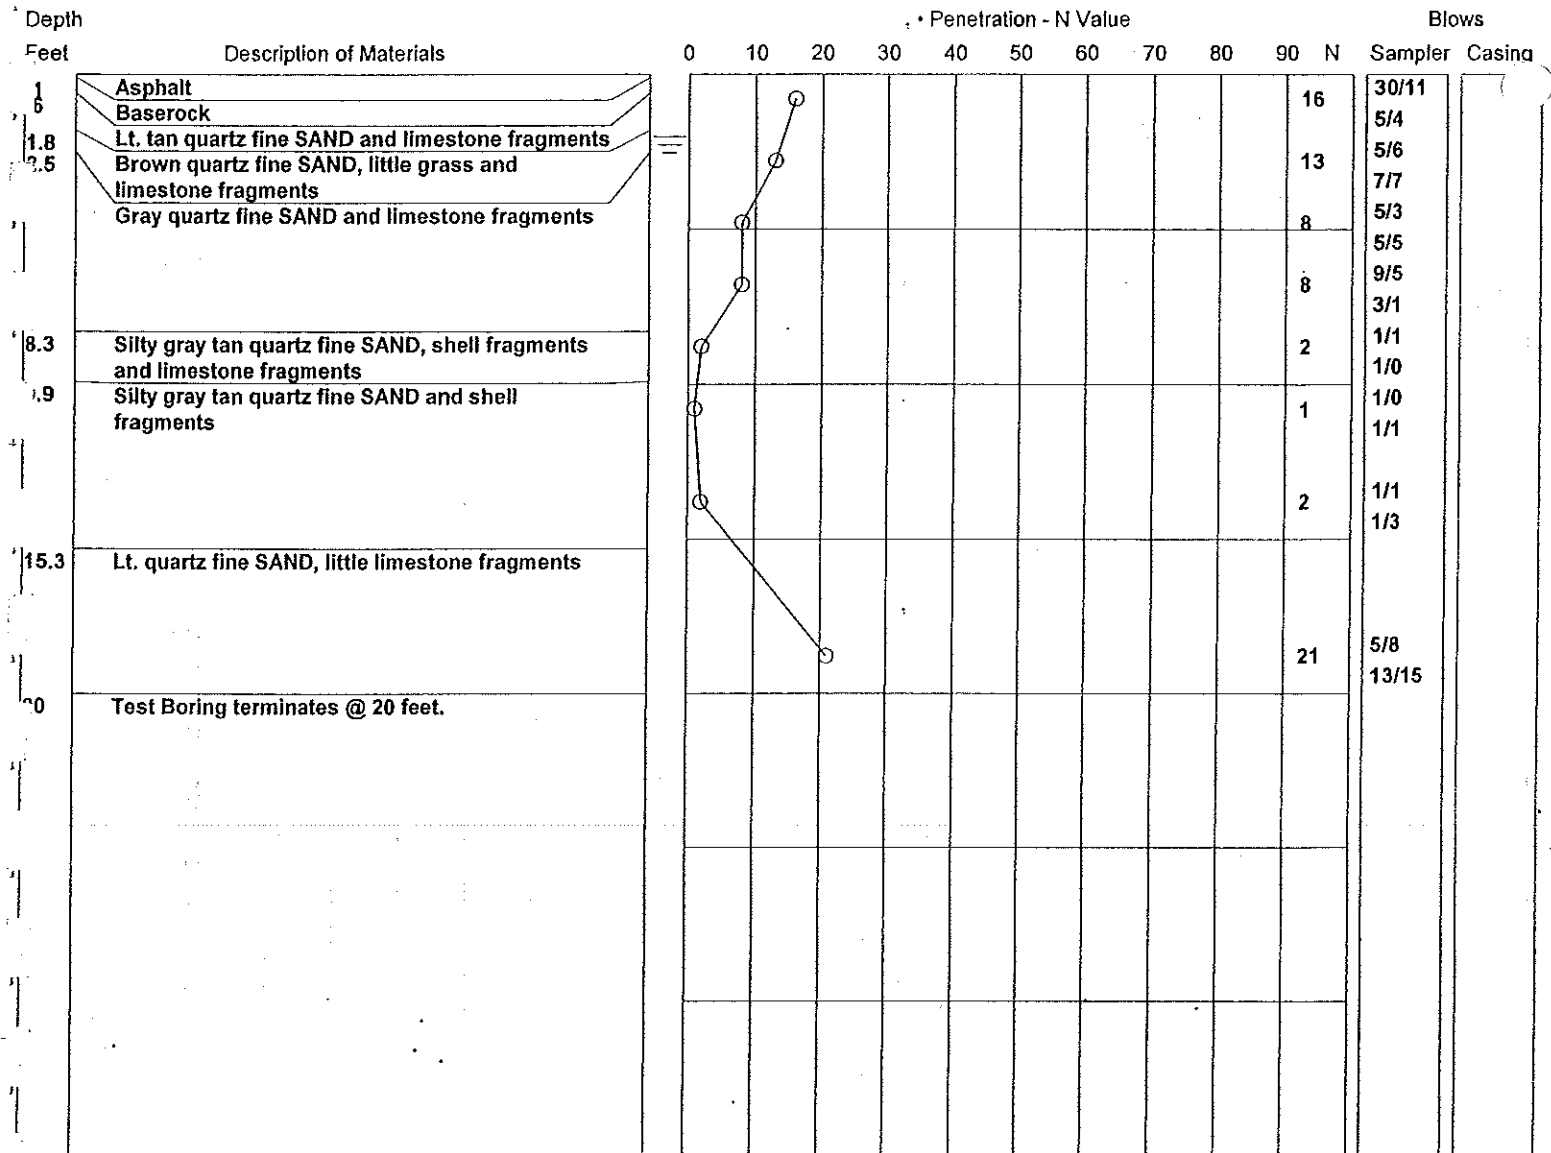 Depth
Penetration - N Value
Blows
Feet Description of Materials 0 10 20 30 40 50 60 70 80 90 N Sampler Casing
1 Asphalt 16 30/11
6 Baserock 5/4
1.8 Lt. tan quartz fine SAND and limestone fragments 5/6
.5 Brown quartz fine SAND, little grass and 13
limestone fragments 7/7
Gray quartz fine SAND and limestone fragments 8 5/3
5/5
8 9/5
3/1
8.3 Silty gray tan quartz fine SAND, shell fragments 2 1/1
and limestone fragments 1/0
.9 Silty gray tan quartz fine SAND and shell 1 1/0
fragments 1/1
2 1/1
1/3
15.3 Lt. quartz fine SAND, little limestone fragments
21 5/8
13/15
0 Test Boring terminates @ 20 feet.